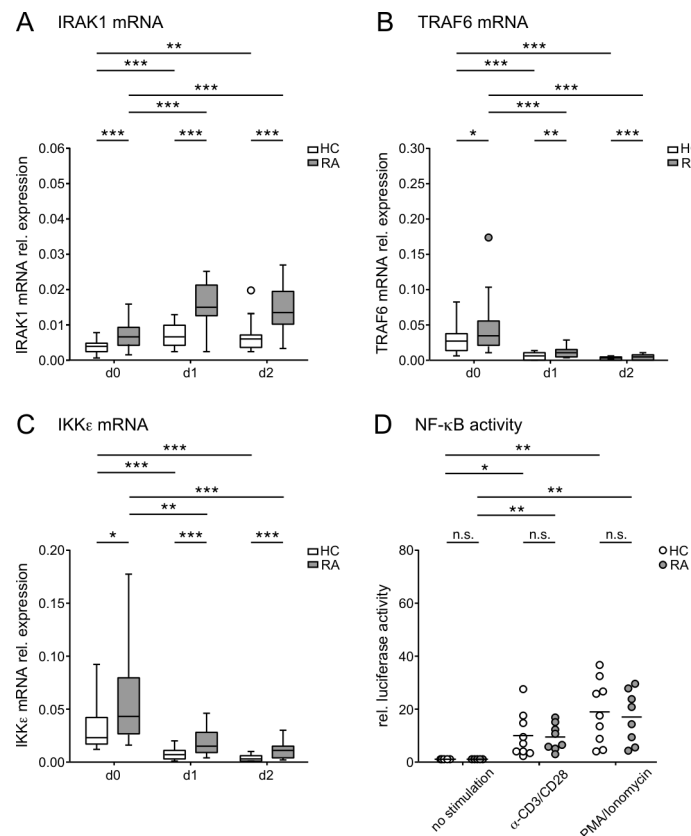 A IRAK1 mRNA
**
***
***
***
*** *** ***
IRAK1 mRNA rel. expression
0.06
0.05
0.04
0.03
0.02
0.01
0.00
d0 d1 d2
HC
RA
B TRAF6 mRNA
***
***
***
***
* ** ***
TRAF6 mRNA rel. expression
0.30
0.25
0.20
0.15
0.10
0.05
0.00
d0 d1 d2
H
R
C IKKε mRNA
***
***
***
**
* *** ***
IKKε mRNA rel. expression
0.20
0.15
0.10
0.05
0.00
d0 d1 d2
HC
RA
D NF-κB activity
**
*
**
**
n.s. n.s. n.s.
rel. luciferase activity
80
60
40
20
0
no stimulation
α-CD3/CD28
PMA/Ionomycin
HC
RA